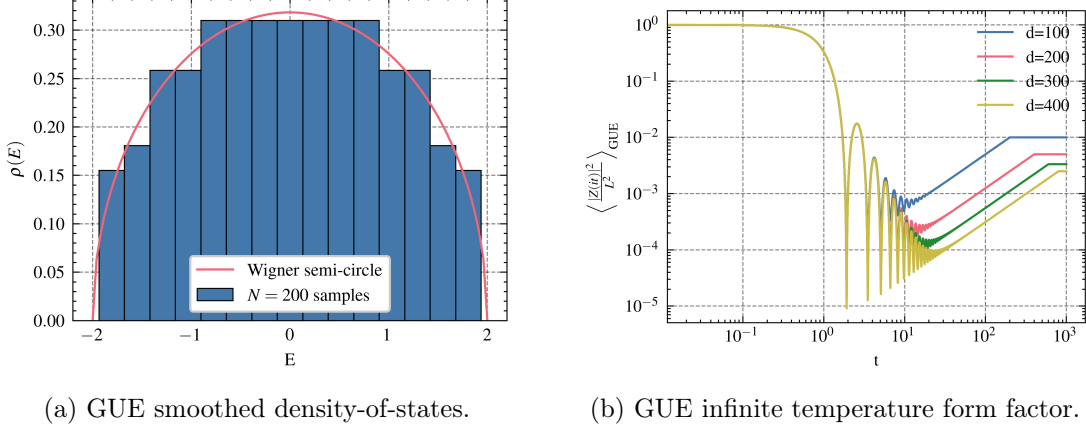 0.30
0.25
0.20
0.15
0.10
0.05
0.00
ρ(E)
−2
−1
0
1
2
E
Wigner semi-circle
N = 200 samples
(a) GUE smoothed density-of-states.
10⁰
10⁻¹
10⁻²
10⁻³
10⁻⁴
10⁻⁵
⟨|Z(it)|²/L²⟩GUE
d=100
d=200
d=300
d=400
10⁻¹
10⁰
10¹
10²
10³
t
(b) GUE infinite temperature form factor.